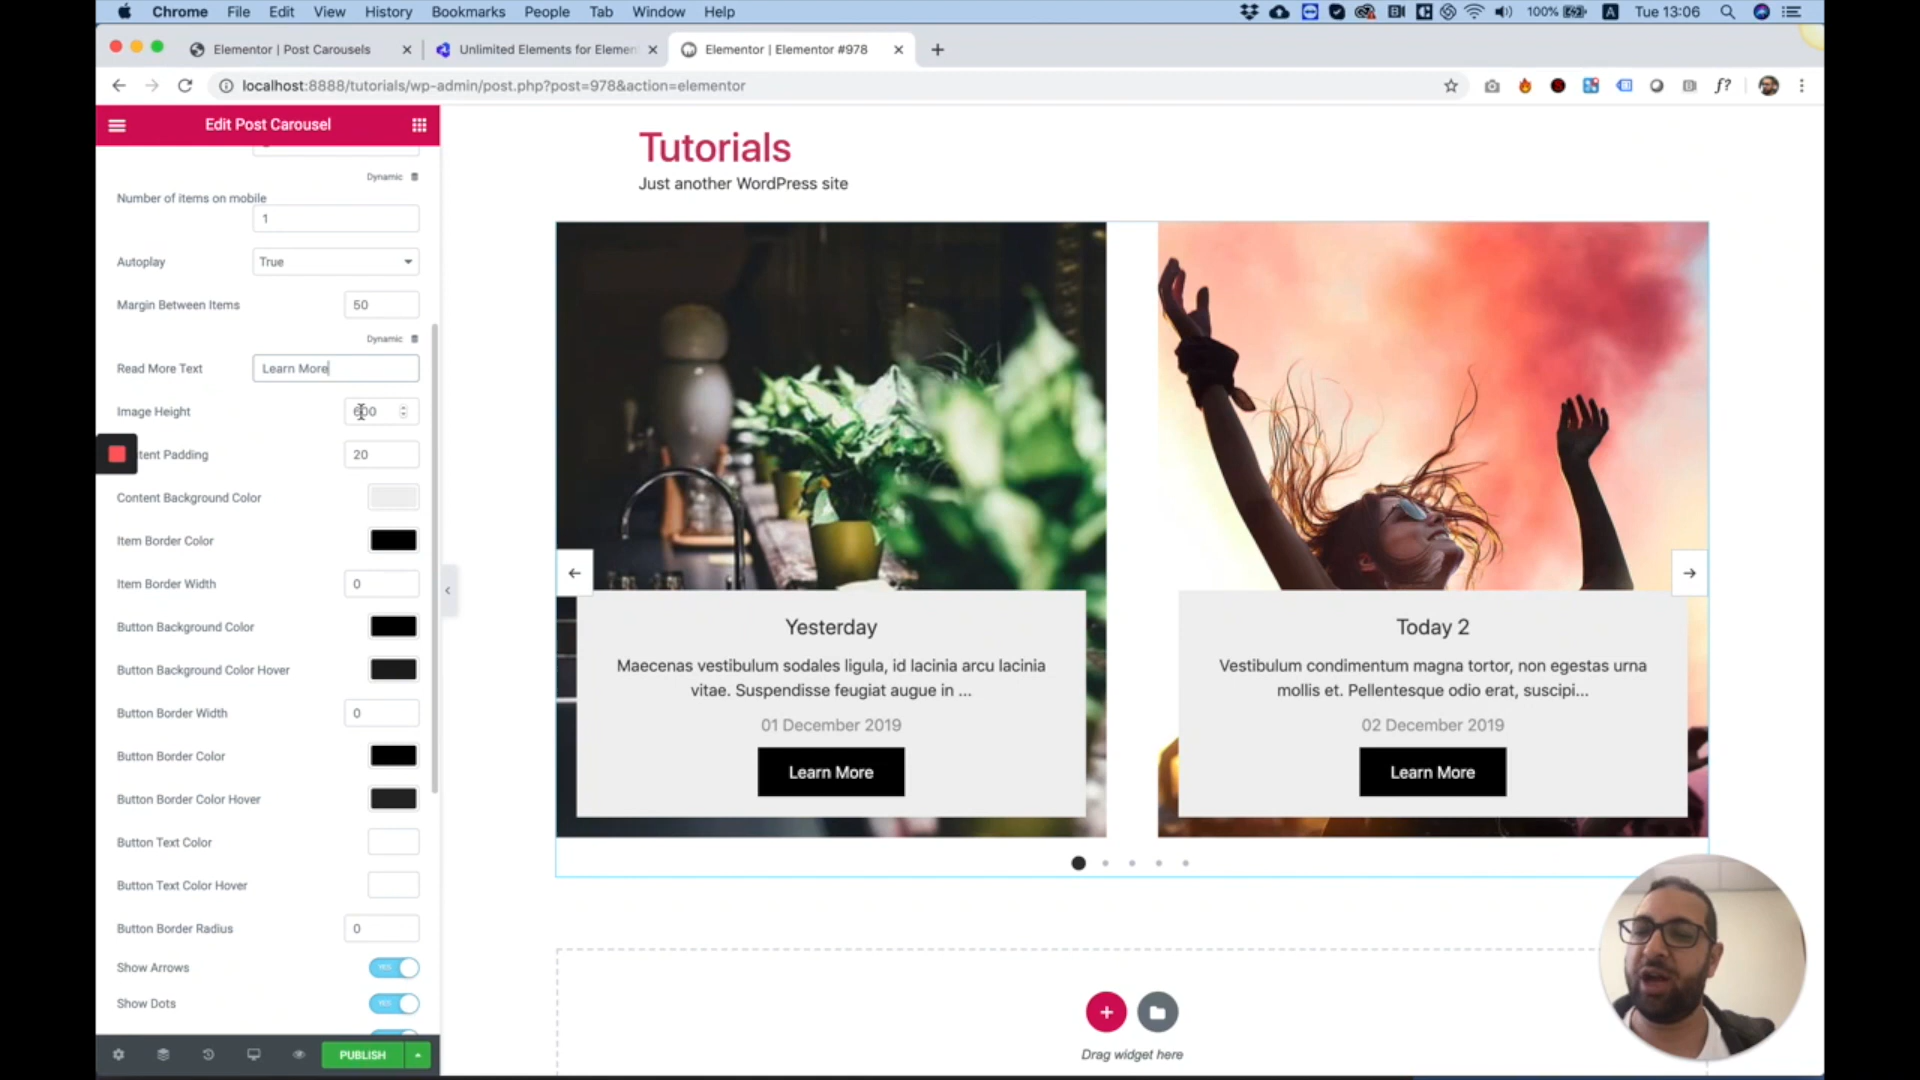 Chrome File Edit View History Bookmarks People Tab Window Help
100% Tue 13:06
Elementor | Post Carousels
Unlimited Elements for Elemen
Elementor | Elementor #978
localhost:8888/tutorials/wp-admin/post.php?post=978&action=elementor
f?
Edit Post Carousel
Dynamic
Number of items on mobile
1
Autoplay
True
Margin Between Items
50
Dynamic
Read More Text
Learn More
Image Height
600
tent Padding
20
Content Background Color
Item Border Color
Item Border Width
0
Button Background Color
Button Background Color Hover
Button Border Width
0
Button Border Color
Button Border Color Hover
Button Text Color
Button Text Color Hover
Button Border Radius
0
Show Arrows
YES
Show Dots
YES
PUBLISH
Tutorials
Just another WordPress site
Yesterday
Maecenas vestibulum sodales ligula, id lacinia arcu lacinia
vitae. Suspendisse feugiat augue in ...
01 December 2019
Learn More
Today 2
Vestibulum condimentum magna tortor, non egestas urna
mollis et. Pellentesque odio erat, suscipi...
02 December 2019
Learn More
Drag widget here